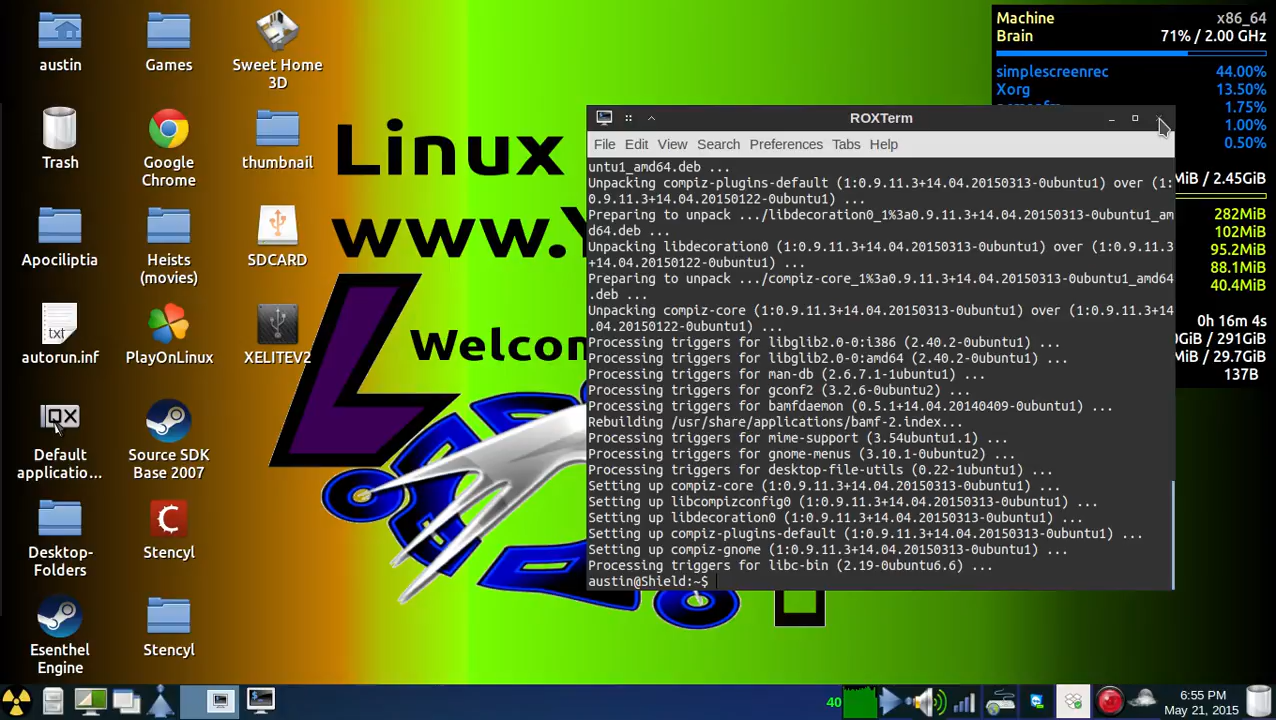 austin
Games
Sweet Home
3D
Trash
Google
Chrome
thumbnail
Apociliptia
Heists
(movies)
SDCARD
autorun.inf
txt
PlayOnLinux
XELITEV2
Default
applicatio...
Source SDK
Base 2007
Desktop-
Folders
Stencyl
Esenthel
Engine
Stencyl
Linux
www.Y
Welcom
Machine x86_64
Brain 71% / 2.00 GHz
simplescreenrec 44.00%
Xorg 13.50%
1.75%
1.00%
0.50%
MiB / 2.45GiB
282MiB
102MiB
95.2MiB
88.1MiB
40.4MiB
0h 16m 4s
GiB / 291GiB
MiB / 29.7GiB
137B
ROXTerm
File Edit View Search Preferences Tabs Help
untu1_amd64.deb ...
Unpacking compiz-plugins-default (1:0.9.11.3+14.04.20150313-0ubuntu1) over (1:
0.9.11.3+14.04.20150122-0ubuntu1) ...
Preparing to unpack .../libdecoration0_1%3a0.9.11.3+14.04.20150313-0ubuntu1_am
d64.deb ...
Unpacking libdecoration0 (1:0.9.11.3+14.04.20150313-0ubuntu1) over (1:0.9.11.3
+14.04.20150122-0ubuntu1) ...
Preparing to unpack .../compiz-core_1%3a0.9.11.3+14.04.20150313-0ubuntu1_amd64
.deb ...
Unpacking compiz-core (1:0.9.11.3+14.04.20150313-0ubuntu1) over (1:0.9.11.3+14
.04.20150122-0ubuntu1) ...
Processing triggers for libglib2.0-0:i386 (2.40.2-0ubuntu1) ...
Processing triggers for libglib2.0-0:amd64 (2.40.2-0ubuntu1) ...
Processing triggers for man-db (2.6.7.1-1ubuntu1) ...
Processing triggers for gconf2 (3.2.6-0ubuntu2) ...
Processing triggers for bamfdaemon (0.5.1+14.04.20140409-0ubuntu1) ...
Rebuilding /usr/share/applications/bamf-2.index...
Processing triggers for mime-support (3.54ubuntu1.1) ...
Processing triggers for gnome-menus (3.10.1-0ubuntu2) ...
Processing triggers for desktop-file-utils (0.22-1ubuntu1) ...
Setting up compiz-core (1:0.9.11.3+14.04.20150313-0ubuntu1) ...
Setting up libcompizconfig0 (1:0.9.11.3+14.04.20150313-0ubuntu1) ...
Setting up libdecoration0 (1:0.9.11.3+14.04.20150313-0ubuntu1) ...
Setting up compiz-plugins-default (1:0.9.11.3+14.04.20150313-0ubuntu1) ...
Setting up compiz-gnome (1:0.9.11.3+14.04.20150313-0ubuntu1) ...
Processing triggers for libc-bin (2.19-0ubuntu6.6) ...
austin@Shield:~$
40
6:55 PM
May 21, 2015